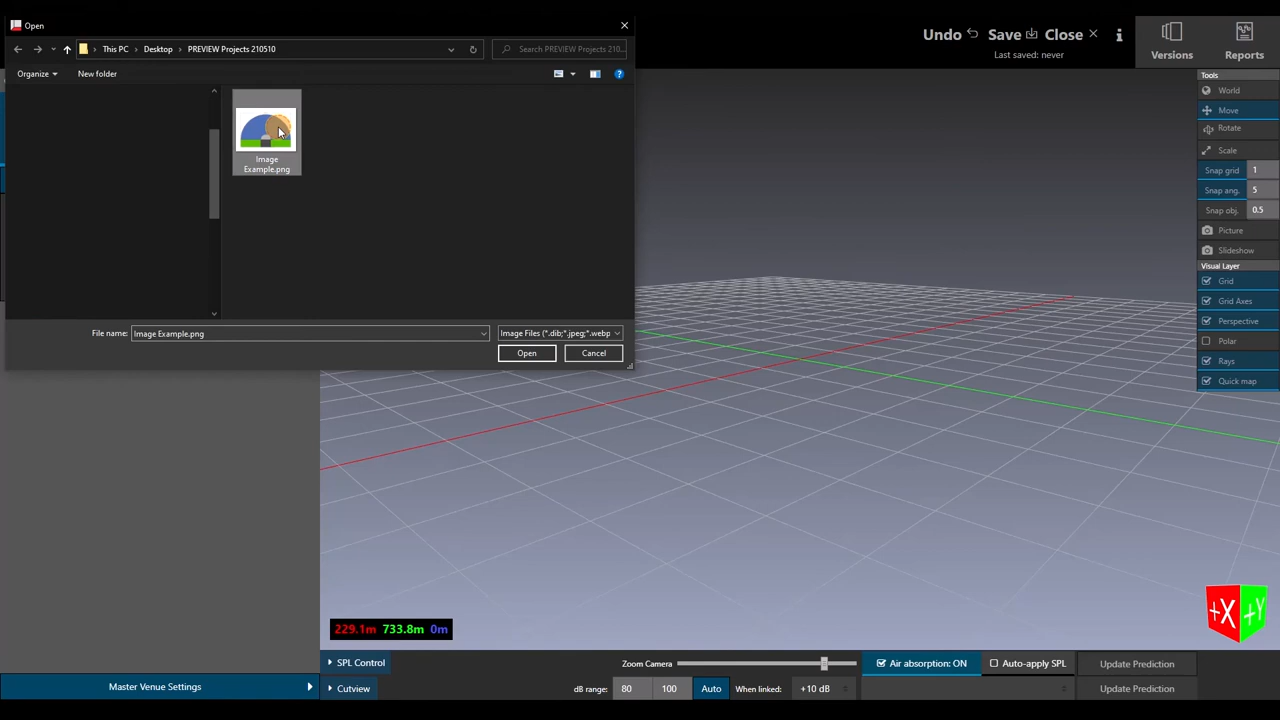 Open
This PC > Desktop > PREVIEW Projects 210510
Search PREVIEW Projects 210...
Organize
New folder
Image
Example.png
File name: Image Example.png
Image Files (*.dib;*.jpeg;*.webp
Open
Cancel
Undo
Save
Close
Last saved: never
Versions
Reports
Tools
World
Move
Rotate
Scale
Snap grid 1
Snap ang. 5
Snap obj. 0.5
Picture
Slideshow
Visual Layer
Grid
Grid Axes
Perspective
Polar
Rays
Quick map
+X +Y
229.1m 733.8m 0m
SPL Control
Zoom Camera
Air absorption: ON
Auto-apply SPL
Update Prediction
Master Venue Settings
Cutview
dB range: 80 100 Auto
When linked: +10 dB
Update Prediction